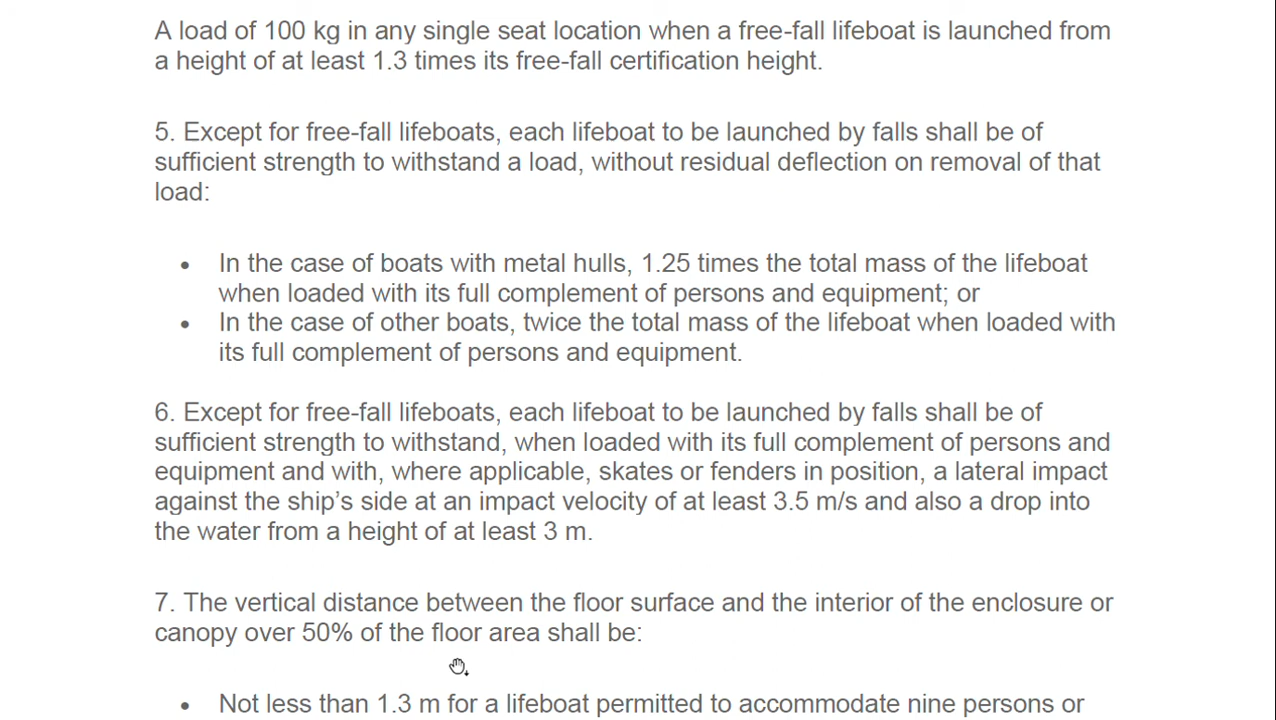 A load of 100 kg in any single seat location when a free-fall lifeboat is launched from
a height of at least 1.3 times its free-fall certification height.
5. Except for free-fall lifeboats, each lifeboat to be launched by falls shall be of
sufficient strength to withstand a load, without residual deflection on removal of that
load:
• In the case of boats with metal hulls, 1.25 times the total mass of the lifeboat
when loaded with its full complement of persons and equipment; or
• In the case of other boats, twice the total mass of the lifeboat when loaded with
its full complement of persons and equipment.
6. Except for free-fall lifeboats, each lifeboat to be launched by falls shall be of
sufficient strength to withstand, when loaded with its full complement of persons and
equipment and with, where applicable, skates or fenders in position, a lateral impact
against the ship’s side at an impact velocity of at least 3.5 m/s and also a drop into
the water from a height of at least 3 m.
7. The vertical distance between the floor surface and the interior of the enclosure or
canopy over 50% of the floor area shall be:
• Not less than 1.3 m for a lifeboat permitted to accommodate nine persons or